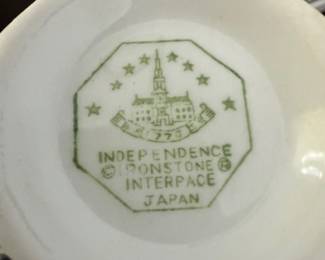 1776
INDEPENDENCE
© IRONSTONE ®
INTERPACE
JAPAN